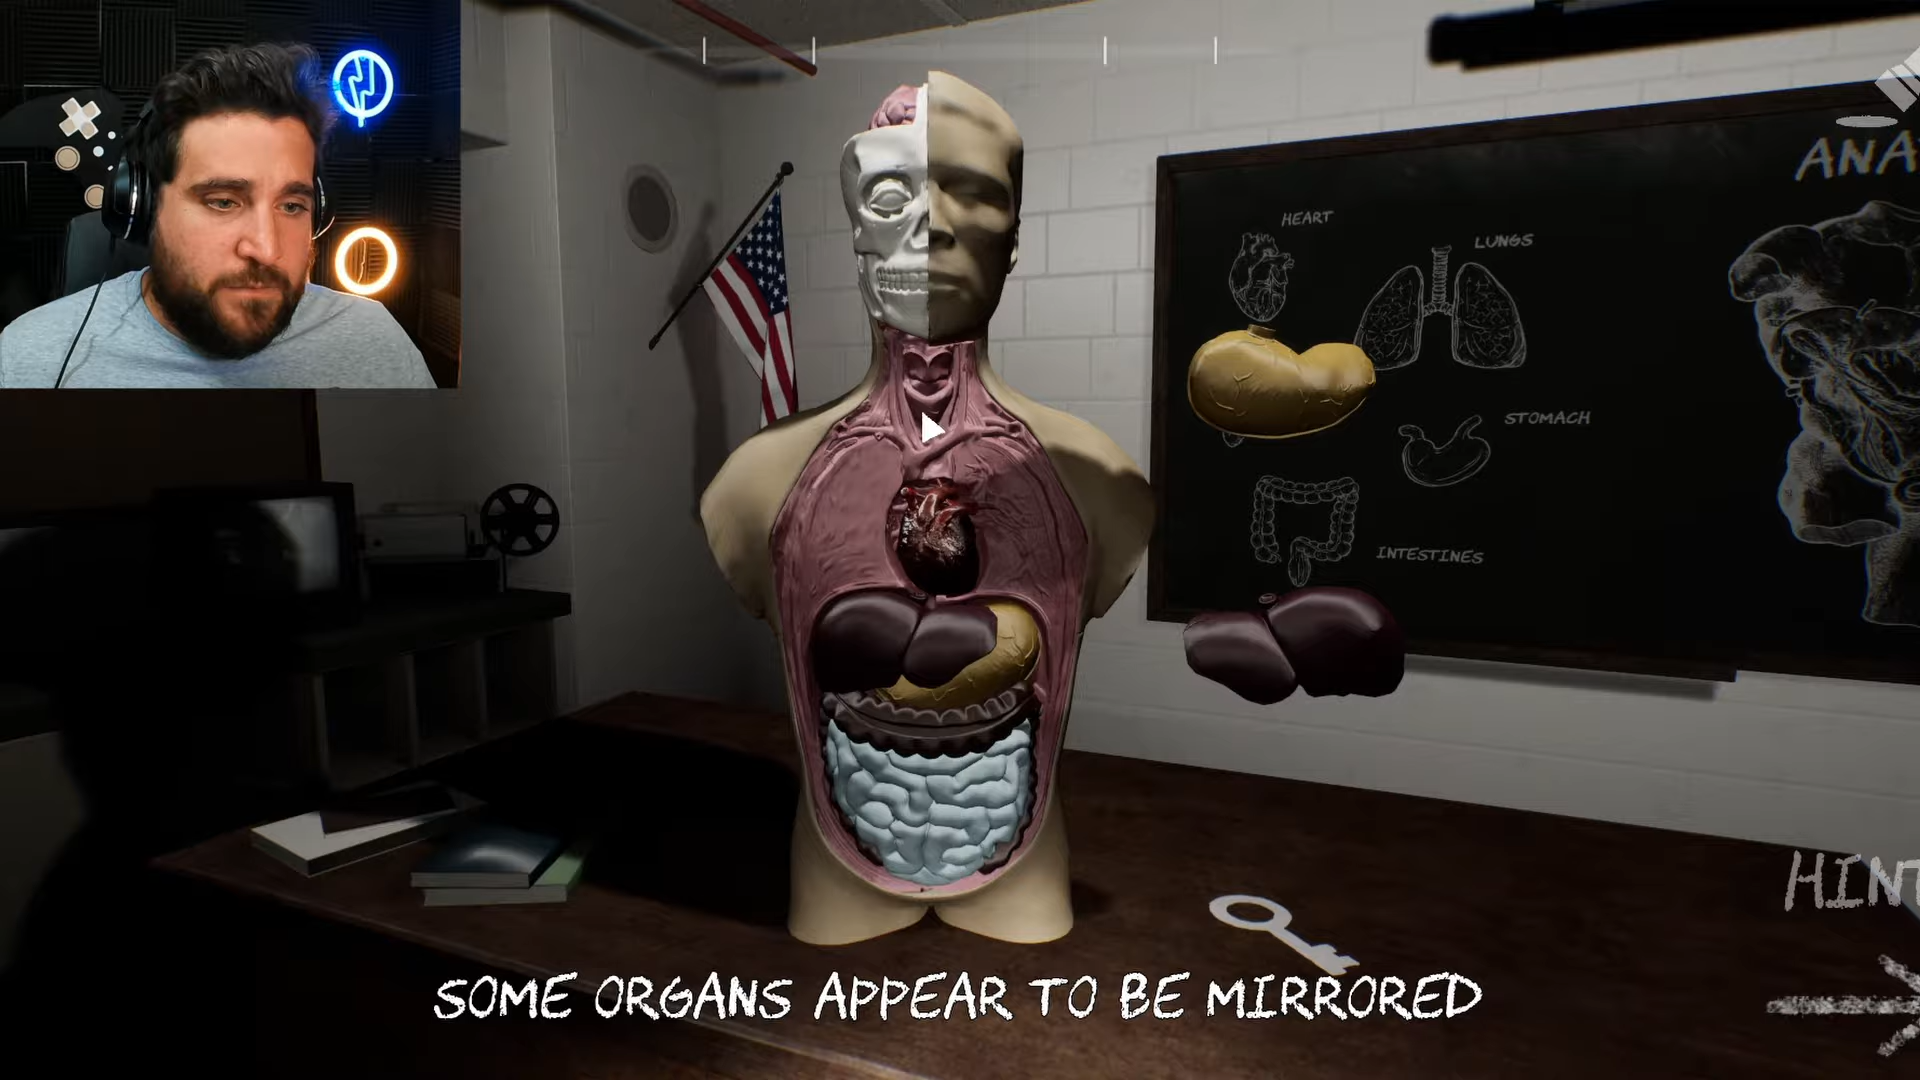 ANA
HEART
LUNGS
STOMACH
INTESTINES
HINT
SOME ORGANS APPEAR TO BE MIRRORED